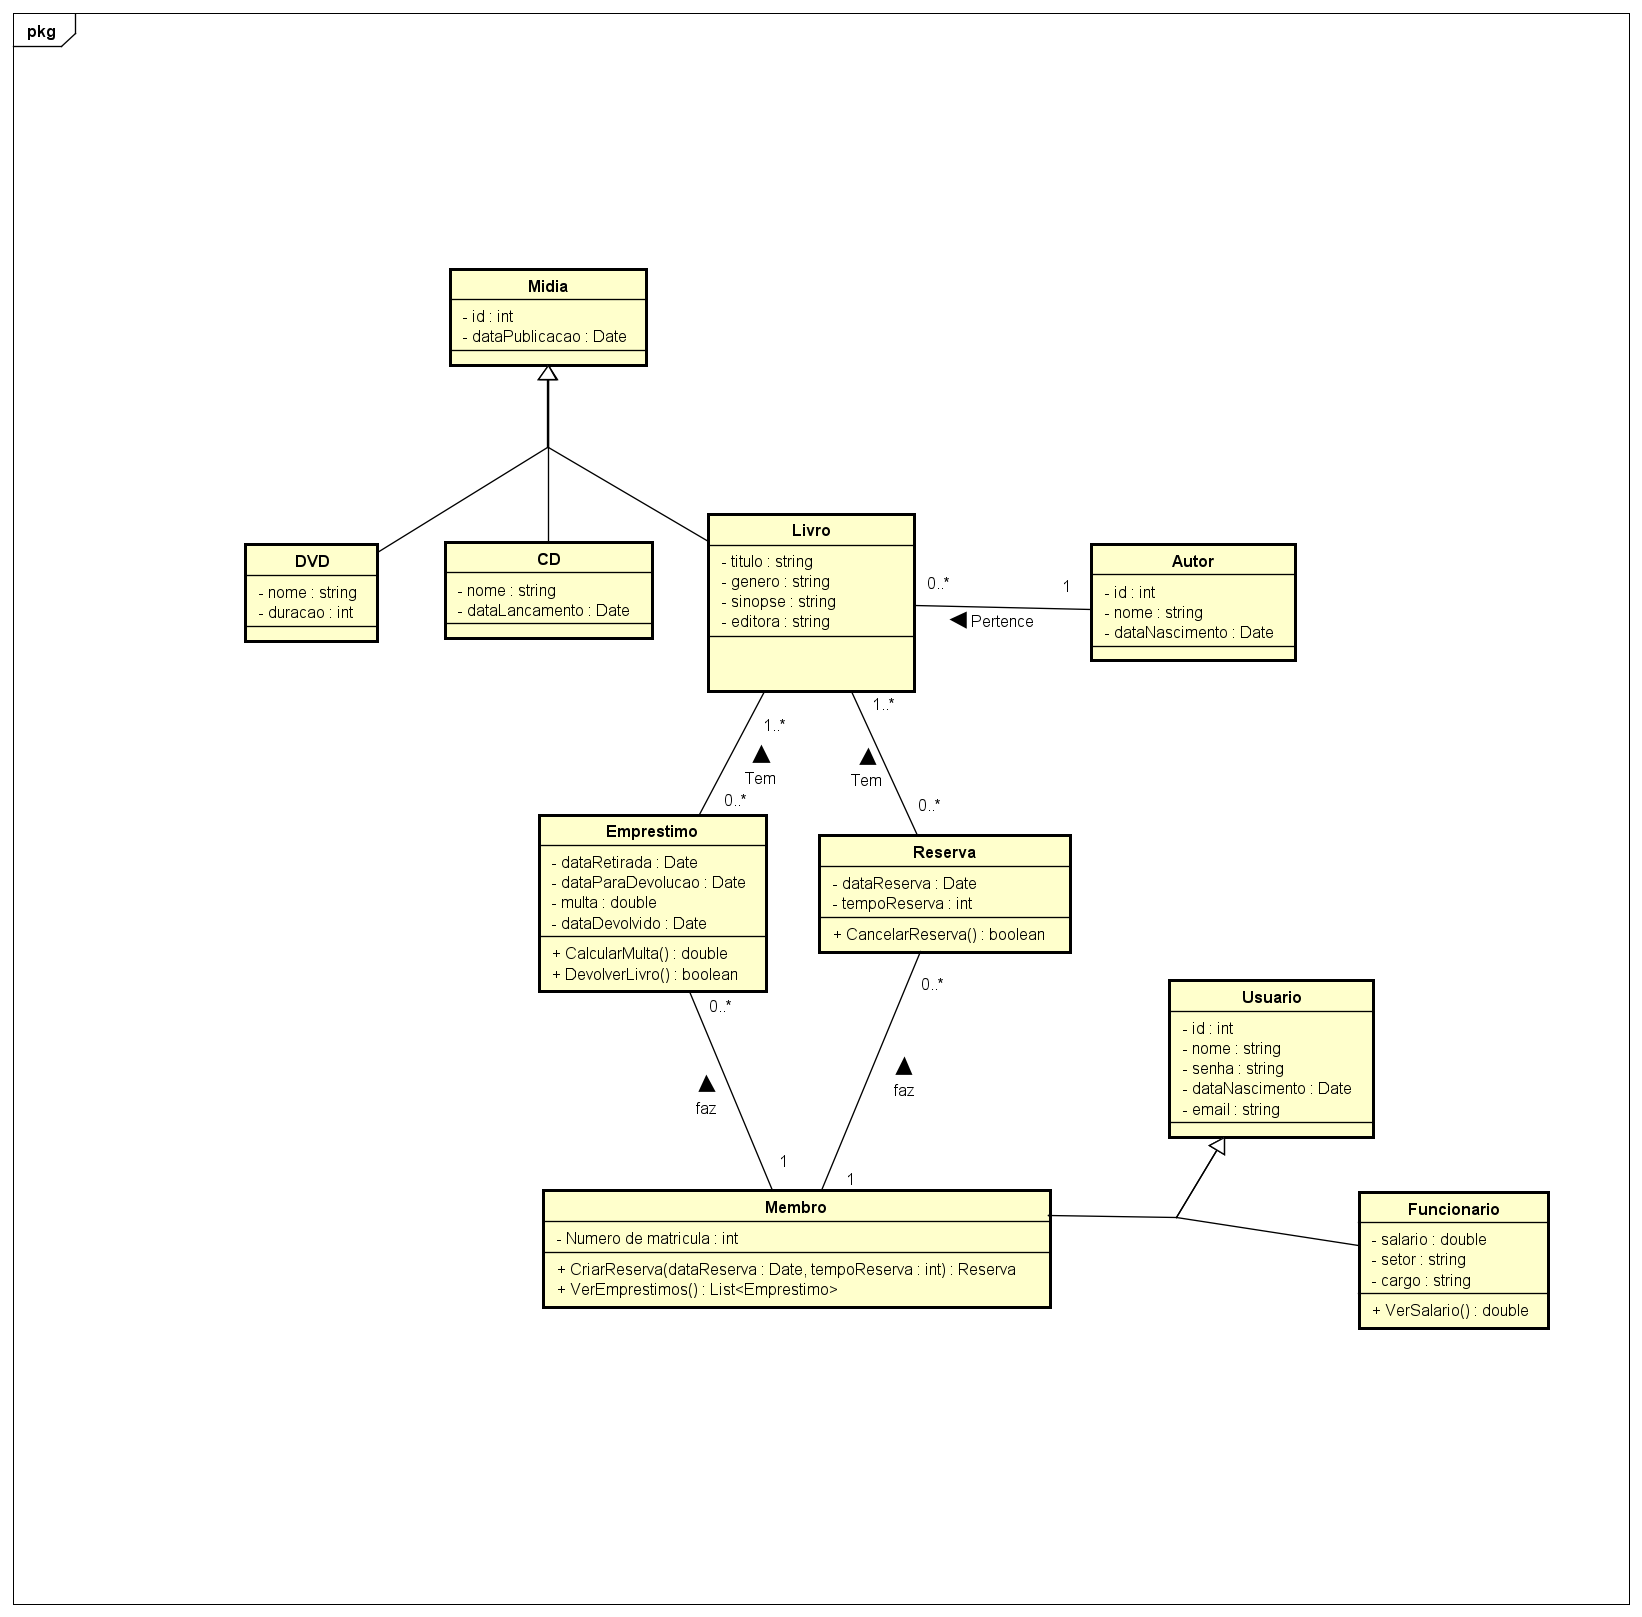 pkg
Midia
- id : int
- dataPublicacao : Date
DVD
- nome : string
- duracao : int
CD
- nome : string
- dataLancamento : Date
Livro
- titulo : string
- genero : string
- sinopse : string
- editora : string
0..*
1
Pertence
Autor
- id : int
- nome : string
- dataNascimento : Date
1..*
Tem
0..*
1..*
Tem
0..*
Emprestimo
- dataRetirada : Date
- dataParaDevolucao : Date
- multa : double
- dataDevolvido : Date
+ CalcularMulta() : double
+ DevolverLivro() : boolean
Reserva
- dataReserva : Date
- tempoReserva : int
+ CancelarReserva() : boolean
0..*
faz
1
0..*
faz
1
Usuario
- id : int
- nome : string
- senha : string
- dataNascimento : Date
- email : string
Membro
- Numero de matricula : int
+ CriarReserva(dataReserva : Date, tempoReserva : int) : Reserva
+ VerEmprestimos() : List<Emprestimo>
Funcionario
- salario : double
- setor : string
- cargo : string
+ VerSalario() : double